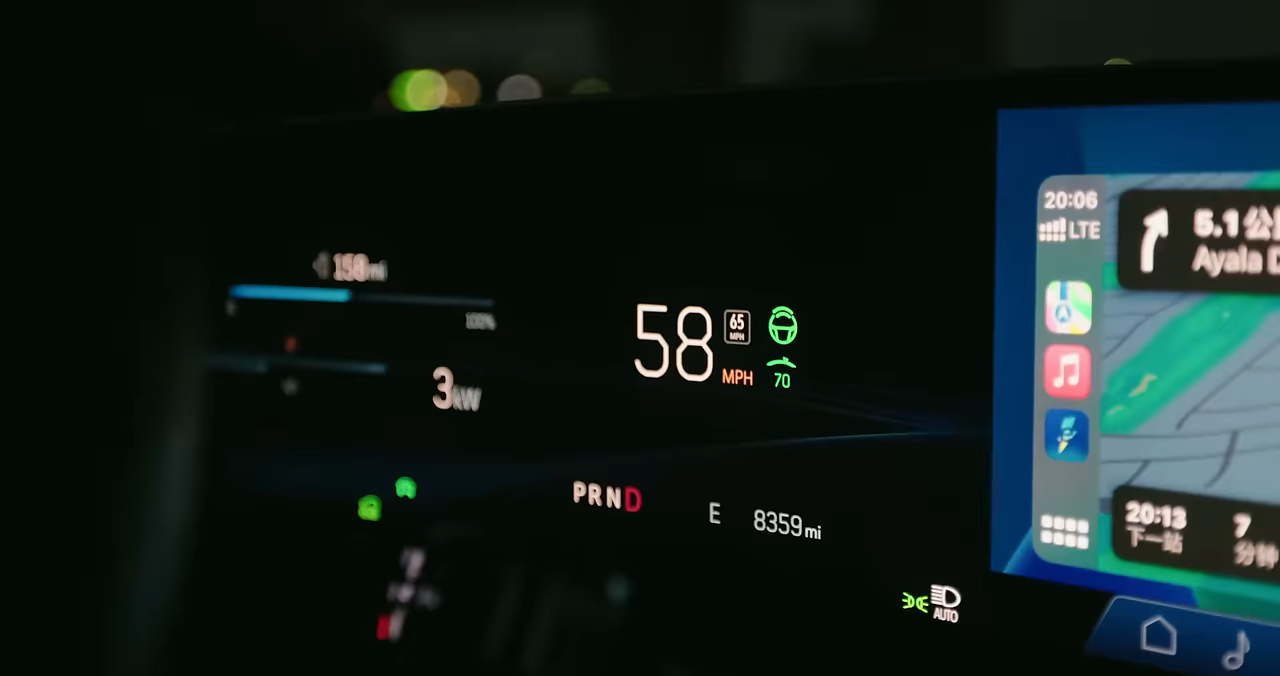 158mi
100%
3kW
58
65
MPH
MPH
70
PRND
E
8359mi
AUTO
20:06
LTE
5.1公
Ayala D
20:13
下一站
7
分钟